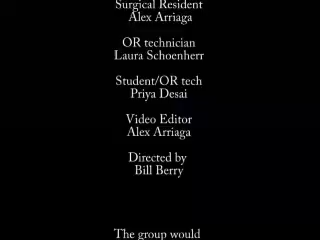 Surgical Resident
Alex Arriaga
OR technician
Laura Schoenherr
Student/OR tech
Priya Desai
Video Editor
Alex Arriaga
Directed by
Bill Berry
The group would